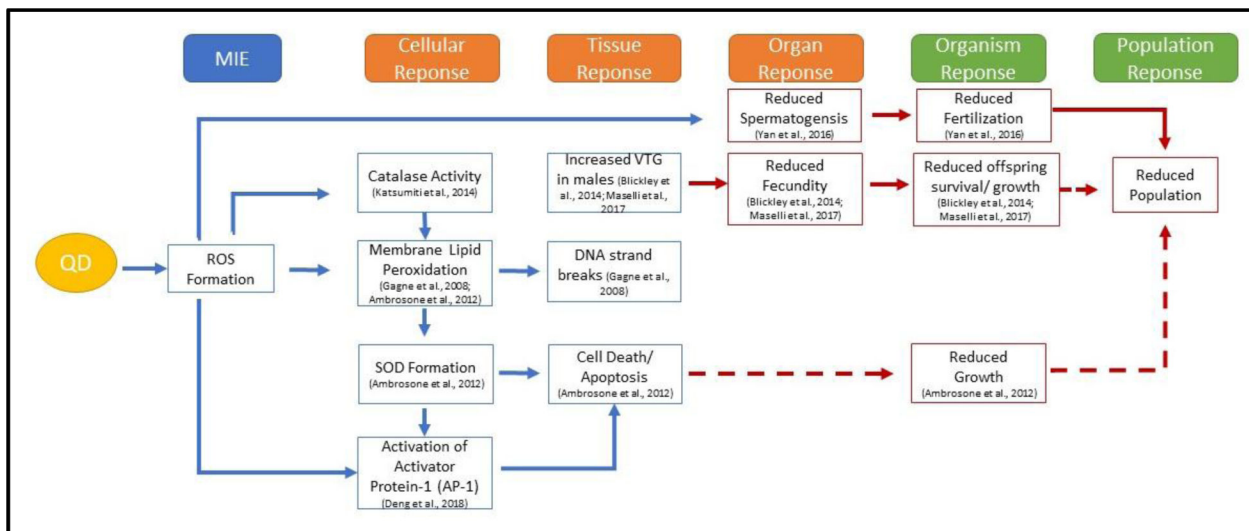 MIE
Cellular
Reponse
Tissue
Reponse
Organ
Reponse
Organism
Reponse
Population
Reponse
Reduced
Spermatogensis
(Yan et al., 2016)
Reduced
Fertilization
(Yan et al., 2016)
Catalase Activity
(Katsumiti et al., 2014)
Increased VTG
in males (Blickley et
al., 2014; Maselli et al.,
2017
Reduced
Fecundity
(Blickley et al., 2014;
Maselli et al., 2017)
Reduced offspring
survival/ growth
(Blickley et al., 2014;
Maselli et al., 2017)
Reduced
Population
QD
ROS
Formation
Membrane Lipid
Peroxidation
(Gagne et al., 2008;
Ambrosone et al., 2012)
DNA strand
breaks (Gagne et al.,
2008)
SOD Formation
(Ambrosone et al., 2012)
Cell Death/
Apoptosis
(Ambrosone et al., 2012)
Reduced
Growth
(Ambrosone et al., 2012)
Activation of
Activator
Protein-1 (AP-1)
(Deng et al., 2018)